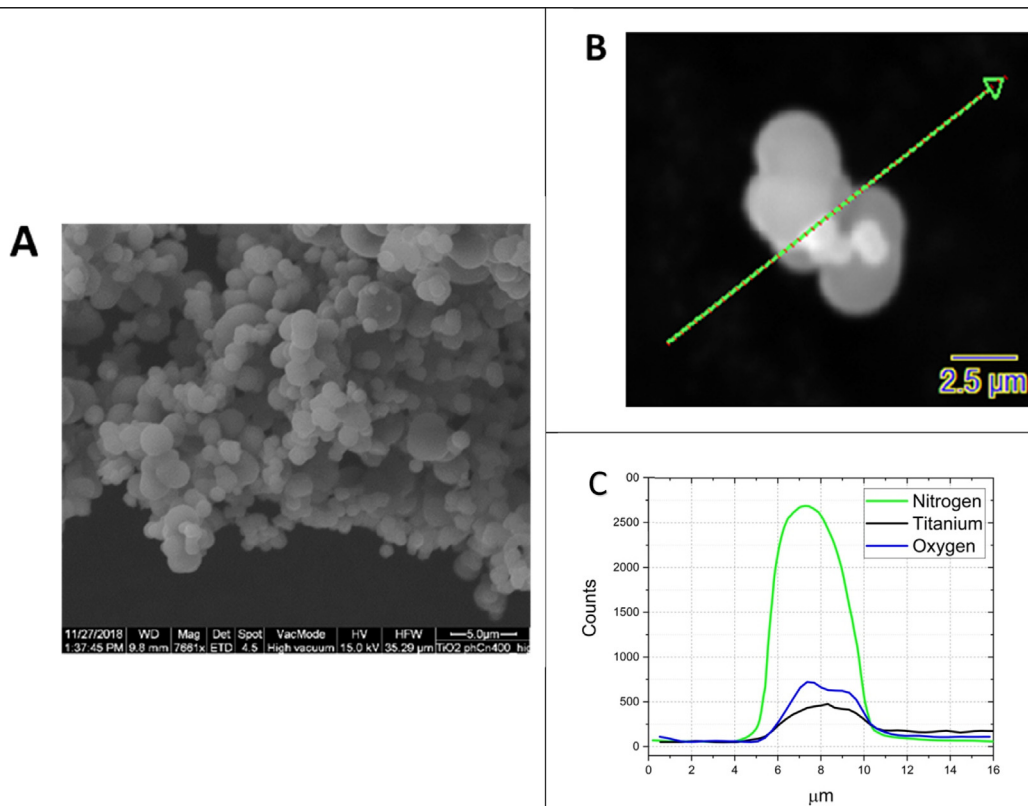 A
11/27/2018 WD Mag Det Spot VacMode HV HFW 5.0µm
1:37:45 PM 9.8 mm 7661x ETD 4.5 High vacuum 15.0 kV 35.29 µm TiO2 phCn400_hi
B
2.5 µm
C
00
2500
2000
1500
1000
500
0
Counts
Nitrogen
Titanium
Oxygen
0 2 4 6 8 10 12 14 16
µm